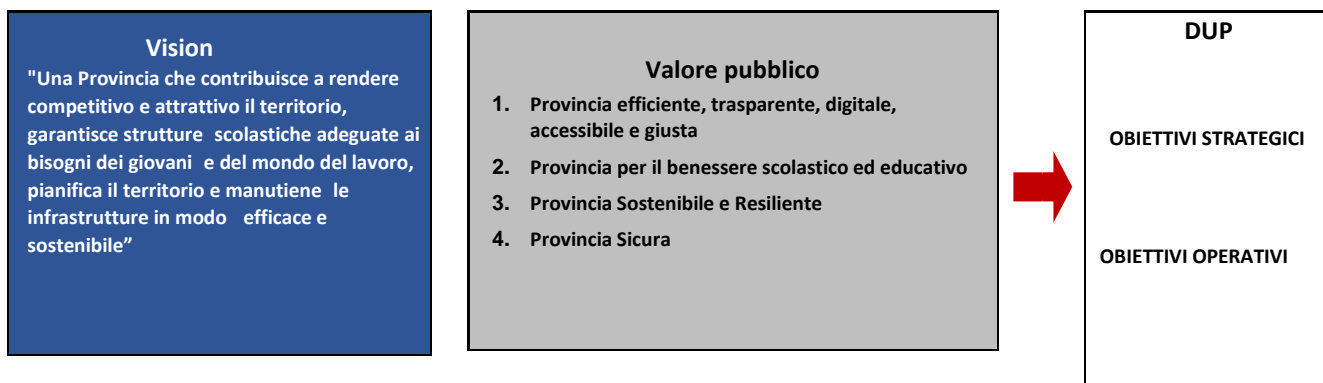 Vision
"Una Provincia che contribuisce a rendere
competitivo e attrattivo il territorio,
garantisce strutture scolastiche adeguate ai
bisogni dei giovani e del mondo del lavoro,
pianifica il territorio e manutiene le
infrastrutture in modo efficace e
sostenibile”
Valore pubblico
1. Provincia efficiente, trasparente, digitale,
accessibile e giusta
2. Provincia per il benessere scolastico ed educativo
3. Provincia Sostenibile e Resiliente
4. Provincia Sicura
DUP
OBIETTIVI STRATEGICI
OBIETTIVI OPERATIVI